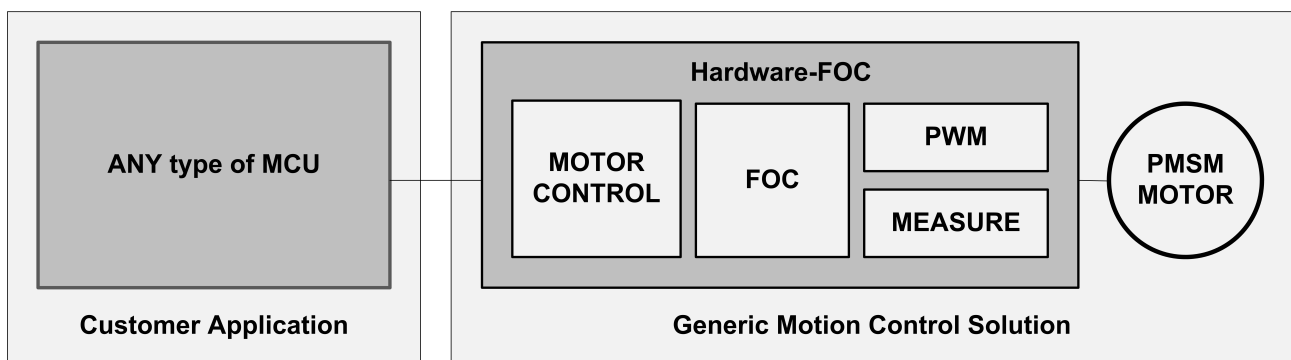 ANY type of MCU
Customer Application
Hardware-FOC
MOTOR
CONTROL
FOC
PWM
MEASURE
PMSM
MOTOR
Generic Motion Control Solution